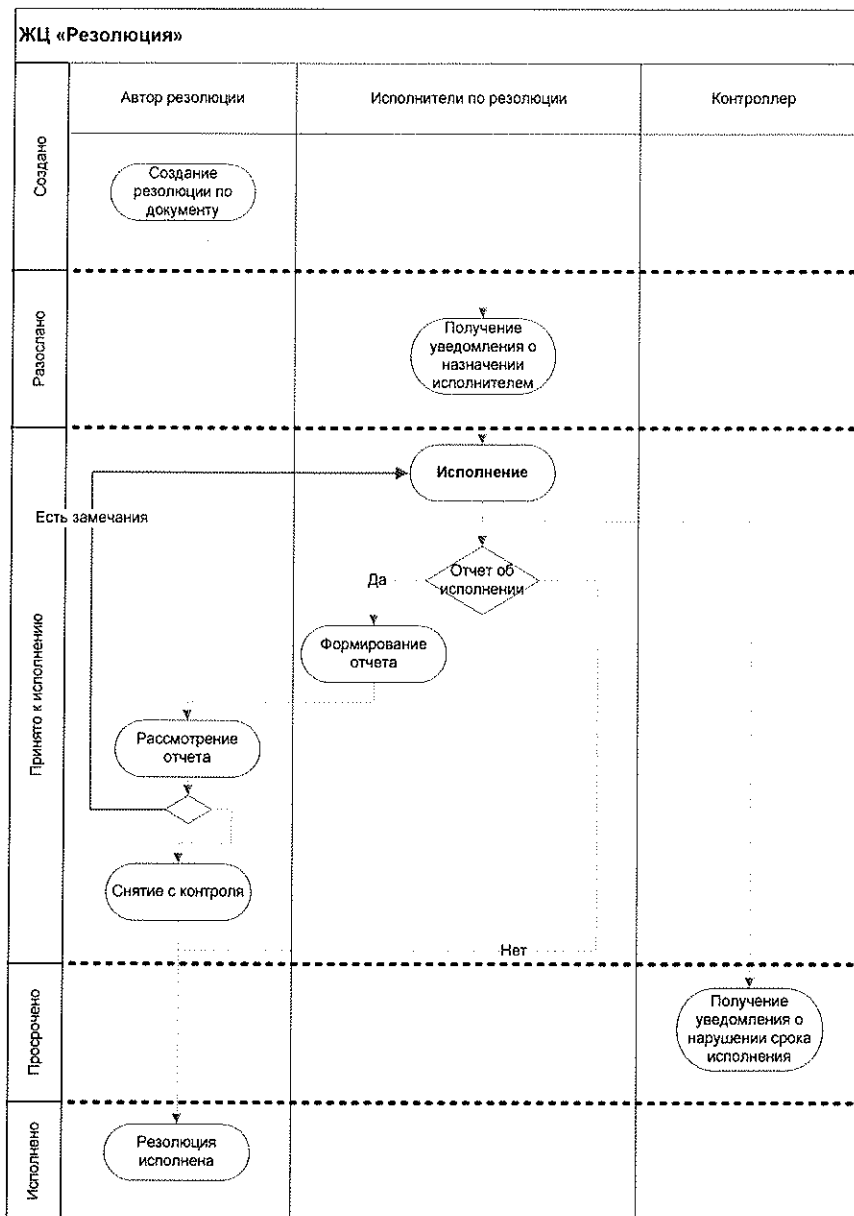 ЖЦ «Резолюция»
Автор резолюции
Исполнители по резолюции
Контроллер
Создано
Создание
резолюции по
документу
Разослано
Получение
уведомления о
назначении
исполнителем
Принято к исполнению
Исполнение
Есть замечания
Отчет об
исполнении
Да
Формирование
отчета
Рассмотрение
отчета
Снятие с контроля
Нет
Просрочено
Получение
уведомления о
нарушении срока
исполнения
Исполнено
Резолюция
исполнена